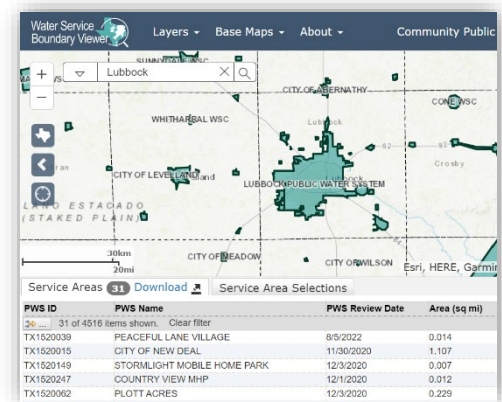 Water Service
Boundary Viewer
Layers
Base Maps
About
Community Public
Lubbock
CITY OF ABERNATHY
CONE WSC
WHITHARRAL WSC
Lubbock
62
Crosby
CITY OF LEVELLAND
LUBBOCK PUBLIC WATER SYSTEM
LLANO ESTACADO
(STAKED PLAIN)
84
30km
20mi
CITY OF MEADOW
CITY OF WILSON
Esri, HERE, Garmin
Service Areas 31 Download
Service Area Selections
PWS ID PWS Name PWS Review Date Area (sq mi)
... 31 of 4516 items shown. Clear filter
TX1520039 PEACEFUL LANE VILLAGE 8/5/2022 0.014
TX1520015 CITY OF NEW DEAL 11/30/2020 1.107
TX1520149 STORMLIGHT MOBILE HOME PARK 12/3/2020 0.007
TX1520247 COUNTRY VIEW MHP 12/1/2020 0.012
TX1520062 PLOTT ACRES 12/3/2020 0.229